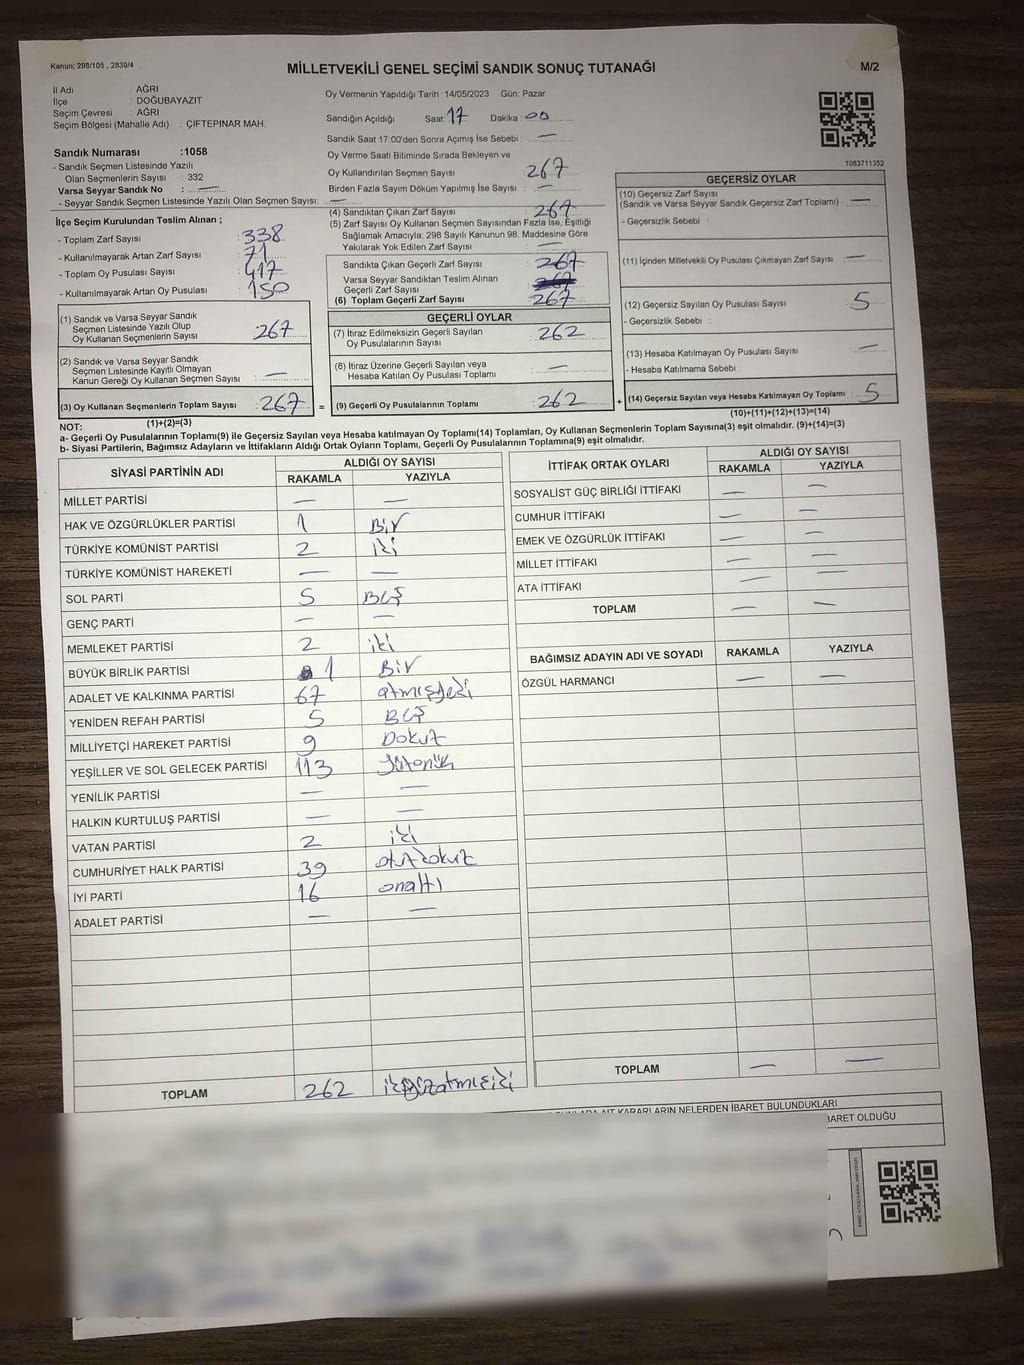 Kanun; 298/105 , 2839/4
MİLLETVEKİLİ GENEL SEÇİMİ SANDIK SONUÇ TUTANAĞI
M/2
İl Adı : AĞRI
İlçe : DOĞUBAYAZIT
Seçim Çevresi : AĞRI
Seçim Bölgesi (Mahalle Adı) : ÇİFTEPINAR MAH.
Sandık Numarası :1058
- Sandık Seçmen Listesinde Yazılı
Olan Seçmenlerin Sayısı : 332
Varsa Seyyar Sandık No : —
- Seyyar Sandık Seçmen Listesinde Yazılı Olan Seçmen Sayısı: —
Oy Vermenin Yapıldığı Tarih :14/05/2023 Gün: Pazar
Sandığın Açıldığı Saat 17 Dakika 00
Sandık Saat 17:00'den Sonra Açılmış İse Sebebi : —
Oy Verme Saati Bitiminde Sırada Bekleyen ve
Oy Kullandırılan Seçmen Sayısı : 267
Birden Fazla Sayım Döküm Yapılmış İse Sayısı : —
1083711352
İlçe Seçim Kurulundan Teslim Alınan ;
- Toplam Zarf Sayısı : 338
- Kullanılmayarak Artan Zarf Sayısı : 71
- Toplam Oy Pusulası Sayısı : 417
- Kullanılmayarak Artan Oy Pusulası : 150
(4) Sandıktan Çıkan Zarf Sayısı : 267
(5) Zarf Sayısı Oy Kullanan Seçmen Sayısından Fazla İse, Eşitliği
Sağlamak Amacıyla; 298 Sayılı Kanunun 98. Maddesine Göre
Yakılarak Yok Edilen Zarf Sayısı : —
Sandıkta Çıkan Geçerli Zarf Sayısı : 267
Varsa Seyyar Sandıktan Teslim Alınan
Geçerli Zarf Sayısı : 267
(6) Toplam Geçerli Zarf Sayısı : 267
GEÇERSİZ OYLAR
(10) Geçersiz Zarf Sayısı
(Sandık ve Varsa Seyyar Sandık Geçersiz Zarf Toplamı) : —
- Geçersizlik Sebebi :
(11) İçinden Milletvekili Oy Pusulası Çıkmayan Zarf Sayısı : —
(12) Geçersiz Sayılan Oy Pusulası Sayısı : 5
- Geçersizlik Sebebi :
(13) Hesaba Katılmayan Oy Pusulası Sayısı : —
- Hesaba Katılmama Sebebi :
(14) Geçersiz Sayılan veya Hesaba Katılmayan Oy Toplamı : 5
(10)+(11)+(12)+(13)=(14)
(1) Sandık ve Varsa Seyyar Sandık
Seçmen Listesinde Yazılı Olup
Oy Kullanan Seçmenlerin Sayısı : 267
(2) Sandık ve Varsa Seyyar Sandık
Seçmen Listesinde Kayıtlı Olmayan
Kanun Gereği Oy Kullanan Seçmen Sayısı : —
(3) Oy Kullanan Seçmenlerin Toplam Sayısı : 267 =
(1)+(2)=(3)
GEÇERLİ OYLAR
(7) İtiraz Edilmeksizin Geçerli Sayılan
Oy Pusulalarının Sayısı : 262
(8) İtiraz Üzerine Geçerli Sayılan veya
Hesaba Katılan Oy Pusulası Toplamı : —
(9) Geçerli Oy Pusulalarının Toplamı : 262 +
NOT:
a- Geçerli Oy Pusulalarının Toplamı(9) ile Geçersiz Sayılan veya Hesaba katılmayan Oy Toplamı(14) Toplamları, Oy Kullanan Seçmenlerin Toplam Sayısına(3) eşit olmalıdır. (9)+(14)=(3)
b- Siyasi Partilerin, Bağımsız Adayların ve İttifakların Aldığı Ortak Oyların Toplamı, Geçerli Oy Pusulalarının Toplamına(9) eşit olmalıdır.
SİYASİ PARTİNİN ADI ALDIĞI OY SAYISI
RAKAMLA YAZIYLA
MİLLET PARTİSİ — —
HAK VE ÖZGÜRLÜKLER PARTİSİ 1 Bir
TÜRKİYE KOMÜNİST PARTİSİ 2 iki
TÜRKİYE KOMÜNİST HAREKETİ — —
SOL PARTİ 5 Beş
GENÇ PARTİ — —
MEMLEKET PARTİSİ 2 iki
BÜYÜK BİRLİK PARTİSİ 1 Bir
ADALET VE KALKINMA PARTİSİ 67 atmışyedi
YENİDEN REFAH PARTİSİ 5 Beş
MİLLİYETÇİ HAREKET PARTİSİ 9 Dokuz
YEŞİLLER VE SOL GELECEK PARTİSİ 113
YENİLİK PARTİSİ — —
HALKIN KURTULUŞ PARTİSİ — —
VATAN PARTİSİ 2 iki
CUMHURİYET HALK PARTİSİ 39 otuzdokuz
İYİ PARTİ 16 onaltı
ADALET PARTİSİ — —
TOPLAM 262 ikiyüzatmışiki
İTTİFAK ORTAK OYLARI ALDIĞI OY SAYISI
RAKAMLA YAZIYLA
SOSYALİST GÜÇ BİRLİĞİ İTTİFAKI — —
CUMHUR İTTİFAKI — —
EMEK VE ÖZGÜRLÜK İTTİFAKI — —
MİLLET İTTİFAKI — —
ATA İTTİFAKI — —
TOPLAM — —
BAĞIMSIZ ADAYIN ADI VE SOYADI RAKAMLA YAZIYLA
ÖZGÜL HARMANCI — —
TOPLAM — —
AİT KARARLARIN NELERDEN İBARET BULUNDUKLARI
BARET OLDUĞU